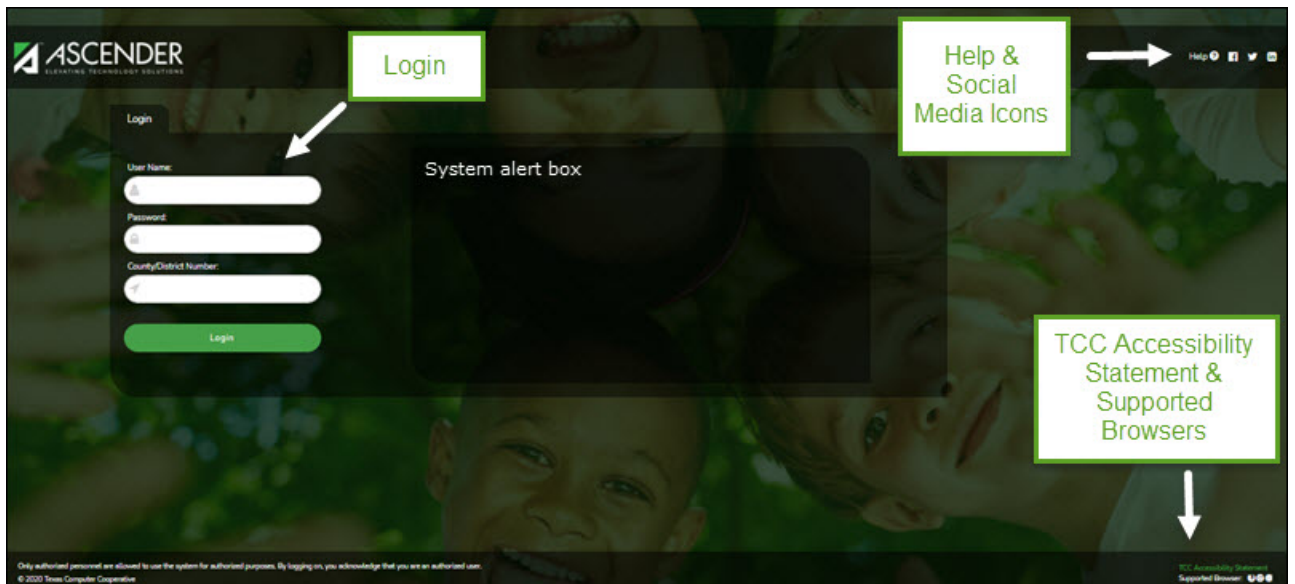 ASCENDER
ELEVATING TECHNOLOGY SOLUTIONS
Login
Help &
Social
Media Icons
Help
Login
User Name:
System alert box
Password:
County/District Number:
Login
TCC Accessibility
Statement &
Supported
Browsers
Only authorized personnel are allowed to use the system for authorized purposes. By logging on, you acknowledge that you are an authorized user.
© 2020 Texas Computer Cooperative
TCC Accessibility Statement
Supported Browser: